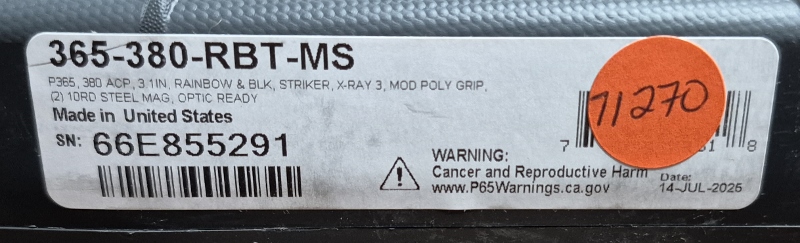 365-380-RBT-MS
P365, 380 ACP, 3.1IN, RAINBOW & BLK, STRIKER, X-RAY 3, MOD POLY GRIP,
(2) 10RD STEEL MAG, OPTIC READY
Made in United States
SN: 66E855291
71270
7 8
WARNING:
Cancer and Reproductive Harm
www.P65Warnings.ca.gov
Date:
14-JUL-2025